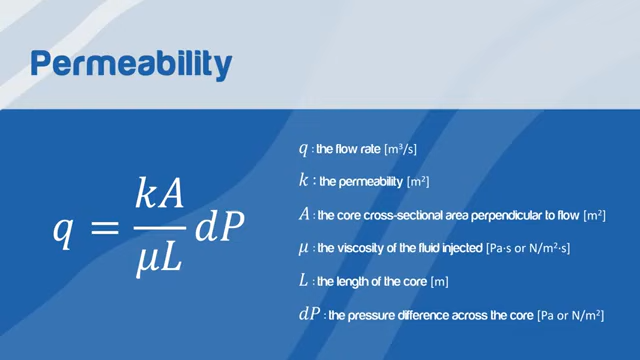 Permeability
q = kA/μL dP
q : the flow rate [m³/s]
k : the permeability [m²]
A : the core cross-sectional area perpendicular to flow [m²]
μ : the viscosity of the fluid injected [Pa·s or N/m²·s]
L : the length of the core [m]
dP : the pressure difference across the core [Pa or N/m²]